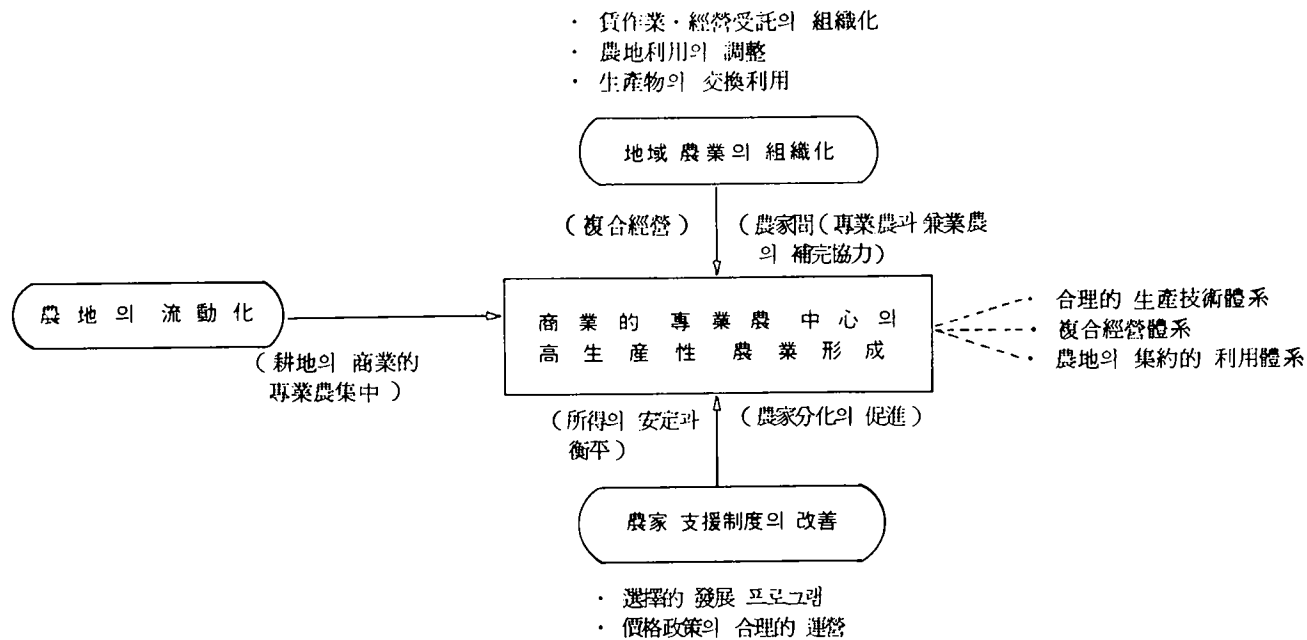 · 賃作業·經營受託의 組織化
· 農地利用의 調整
· 生產物의 交換利用
地域 農業의 組織化
(複合經營)
(農家間(專業農과 兼業農
의 補完協力)
農地의 流動化
(耕地의 商業的
專業農集中)
商業的 專業農 中心의
高生産性 農業形成
· 合理的 生產技術體系
· 複合經營體系
· 農地의 集約的 利用體系
(所得의 安定과
衡平)
(農家分化의 促進)
農家 支援制度의 改善
· 選擇的 發展 프로그램
· 價格政策의 合理的 運營